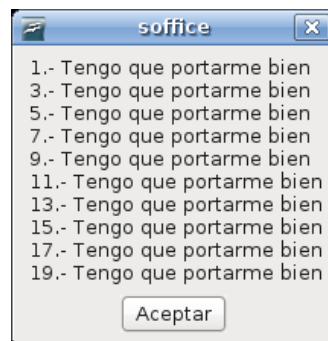 soffice
1.- Tengo que portarme bien
3.- Tengo que portarme bien
5.- Tengo que portarme bien
7.- Tengo que portarme bien
9.- Tengo que portarme bien
11.- Tengo que portarme bien
13.- Tengo que portarme bien
15.- Tengo que portarme bien
17.- Tengo que portarme bien
19.- Tengo que portarme bien
Aceptar